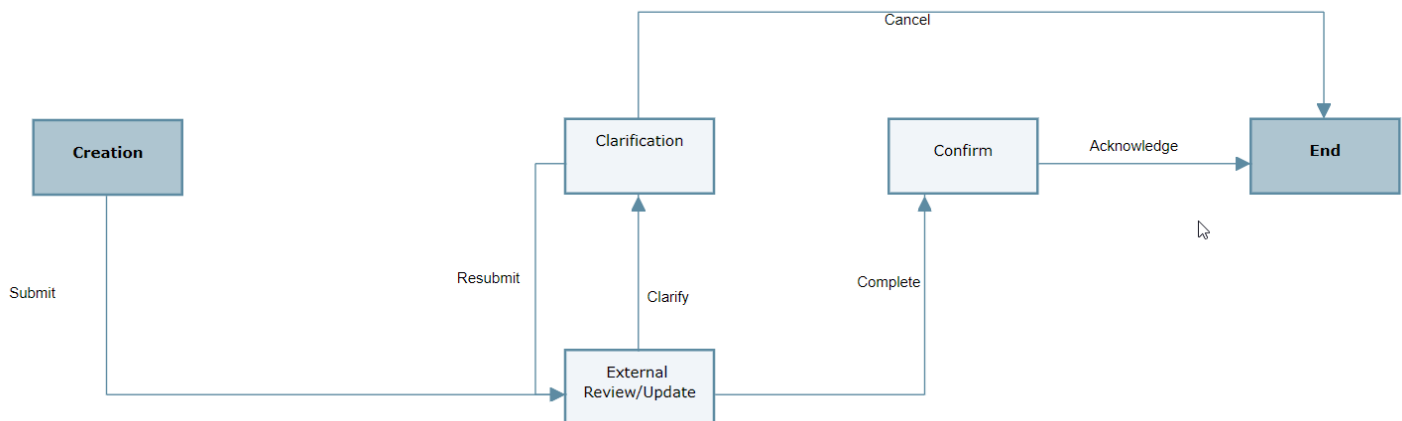 Cancel
Creation
Clarification
Confirm
Acknowledge
End
Submit
Resubmit
Clarify
Complete
External
Review/Update